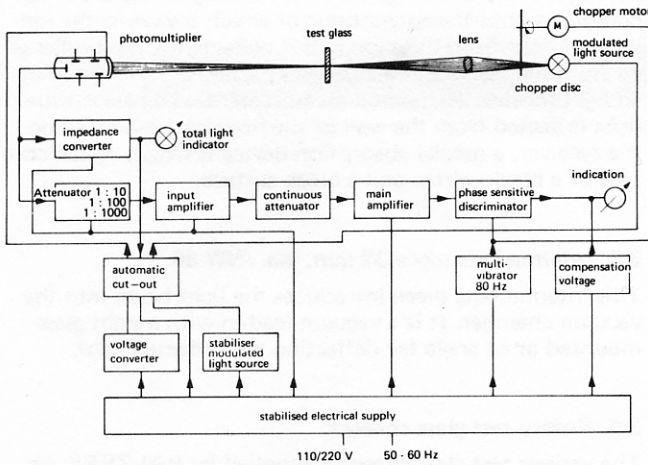 chopper motor
photomultiplier
test glass
lens
M
modulated
light source
chopper disc
impedance
converter
total light
indicator
indication
Attenuator 1 : 10
1 : 100
1 : 1000
input
amplifier
continuous
attenuator
main
amplifier
phase sensitive
discriminator
automatic
cut-out
multi-
vibrator
80 Hz
compensation
voltage
voltage
converter
stabiliser
modulated
light source
stabilised electrical supply
110/220 V 50 - 60 Hz